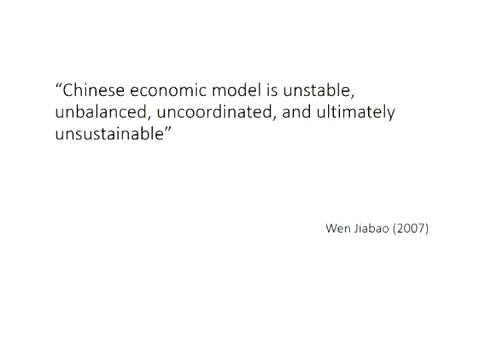 “Chinese economic model is unstable,
unbalanced, uncoordinated, and ultimately
unsustainable”
Wen Jiabao (2007)